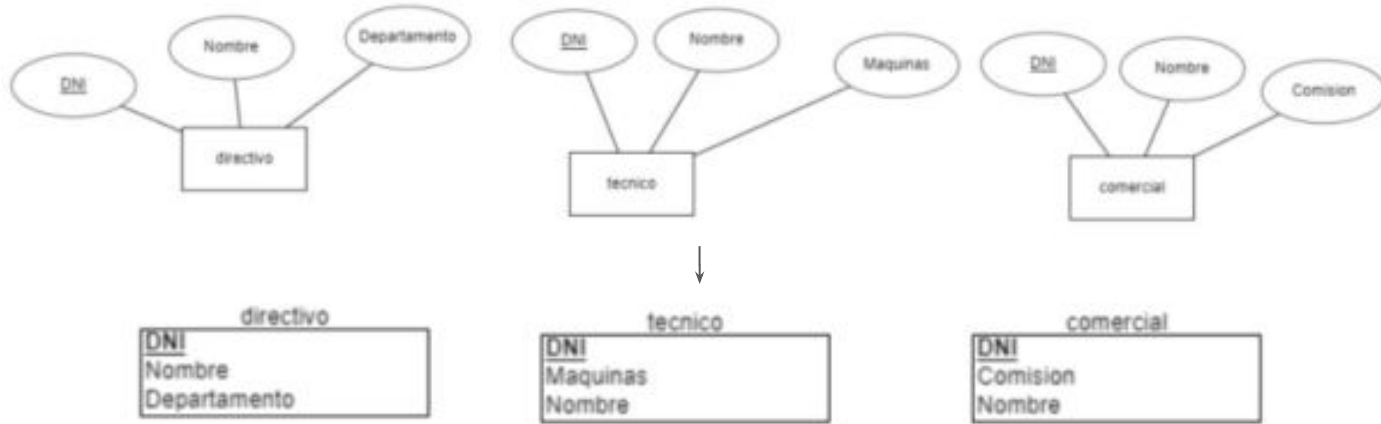 DNI
Nombre
Departamento
directivo
DNI
Nombre
Maquinas
tecnico
DNI
Nombre
Comision
comercial
directivo
DNI
Nombre
Departamento
tecnico
DNI
Maquinas
Nombre
comercial
DNI
Comision
Nombre